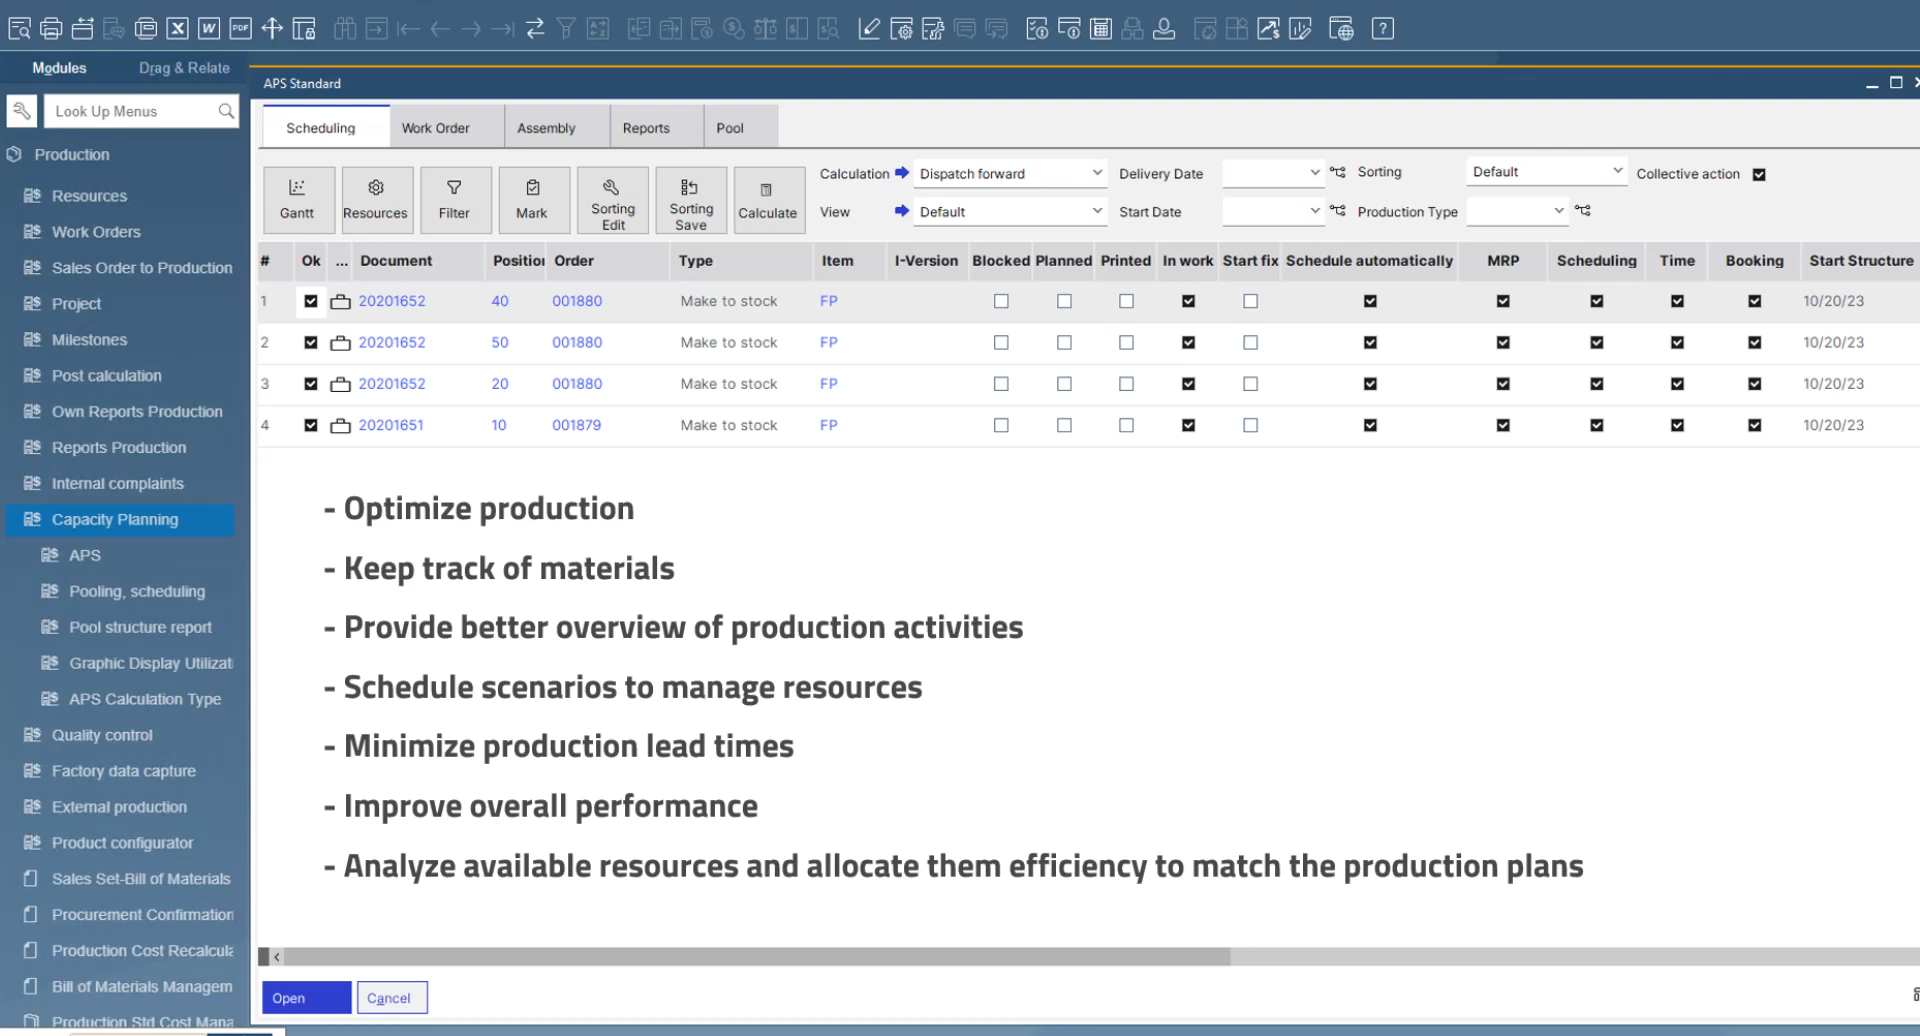 PDF
Modules Drag & Relate
APS Standard
Look Up Menus
Scheduling Work Order Assembly Reports Pool
Production
Resources
Work Orders
Sales Order to Production
Project
Milestones
Post calculation
Own Reports Production
Reports Production
Internal complaints
Capacity Planning
APS
Pooling, scheduling
Pool structure report
Graphic Display Utilizat
APS Calculation Type
Quality control
Factory data capture
External production
Product configurator
Sales Set-Bill of Materials
Procurement Confirmation
Production Cost Recalcula
Bill of Materials Managem
Production Std Cost Mana
Gantt Resources Filter Mark Sorting Edit Sorting Save Calculate
Calculation Dispatch forward Delivery Date Sorting Default Collective action
View Default Start Date Production Type
# Ok ... Document Position Order Type Item I-Version Blocked Planned Printed In work Start fix Schedule automatically MRP Scheduling Time Booking Start Structure
1 20201652 40 001880 Make to stock FP 10/20/23
2 20201652 50 001880 Make to stock FP 10/20/23
3 20201652 20 001880 Make to stock FP 10/20/23
4 20201651 10 001879 Make to stock FP 10/20/23
- Optimize production
- Keep track of materials
- Provide better overview of production activities
- Schedule scenarios to manage resources
- Minimize production lead times
- Improve overall performance
- Analyze available resources and allocate them efficiency to match the production plans
Open Cancel